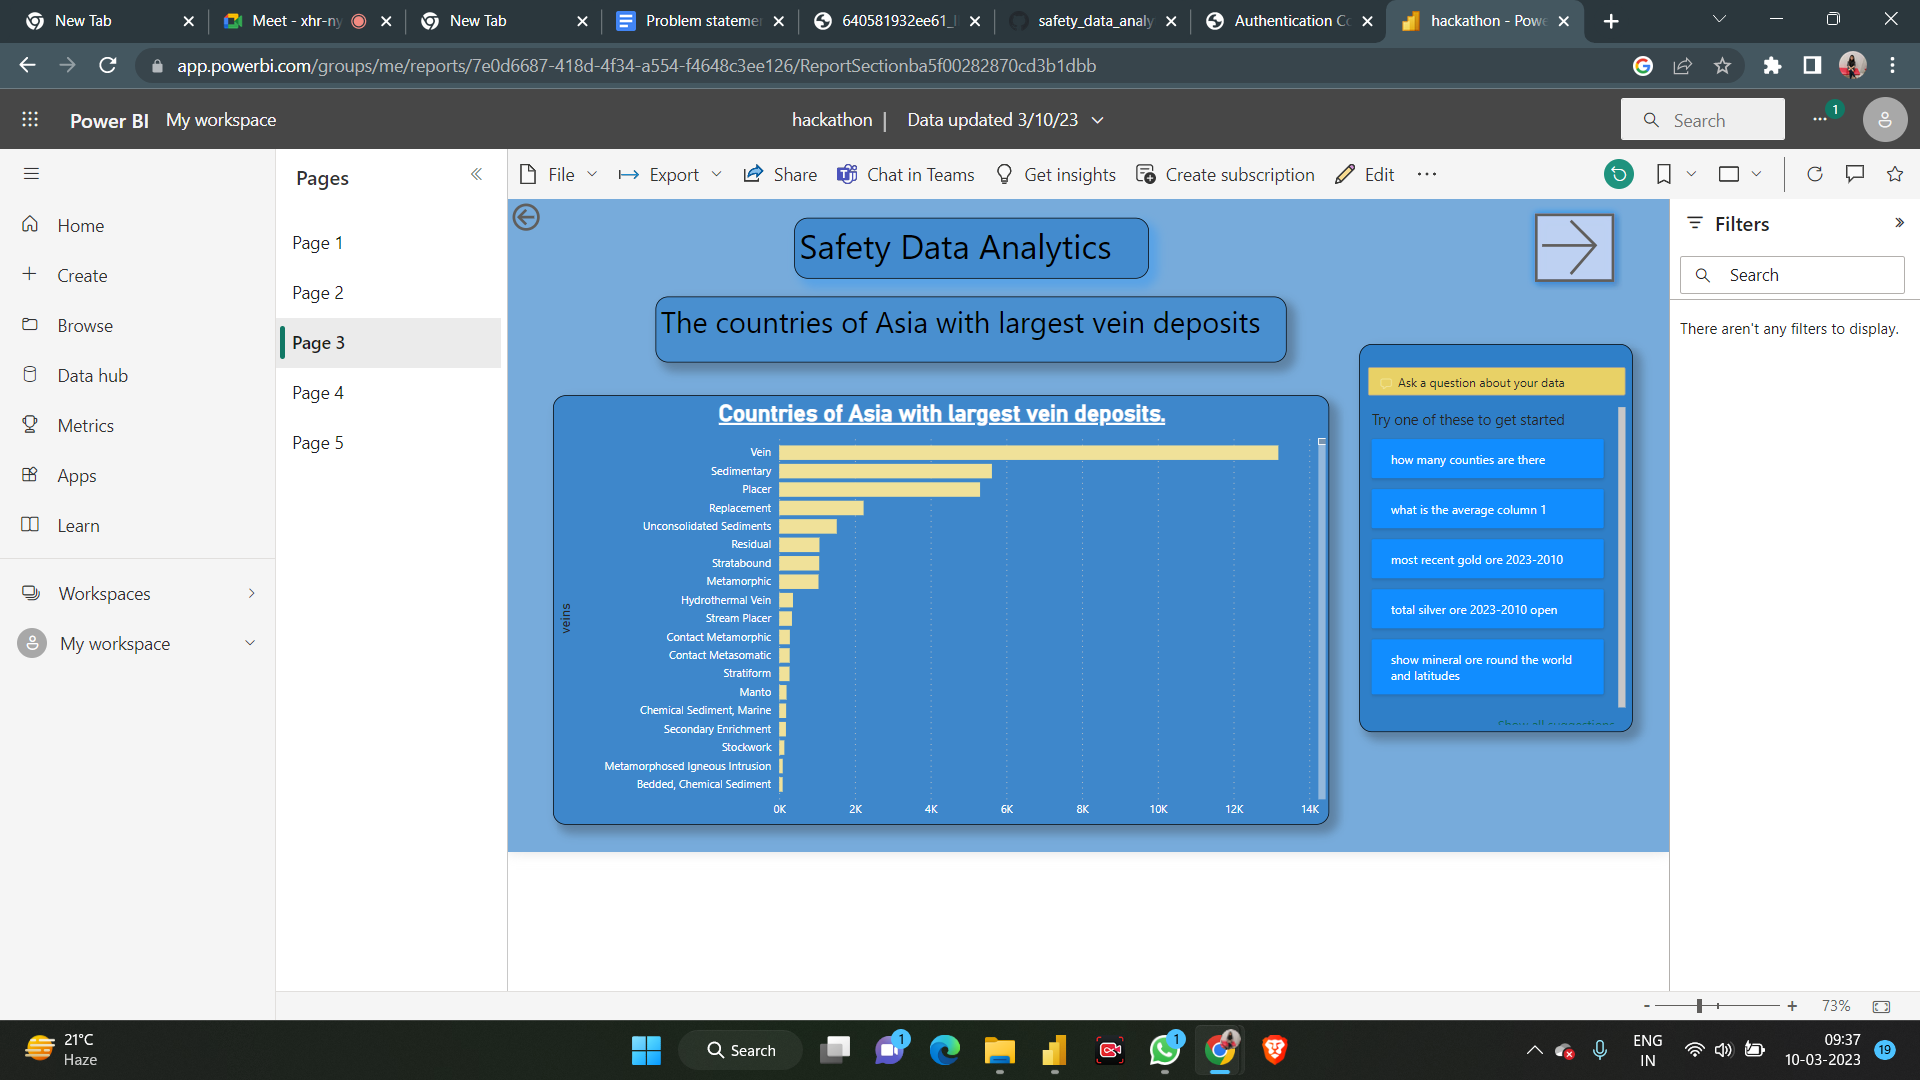 New Tab
Meet - xhr-ny
New Tab
Problem stateme
640581932ee61_
safety_data_analy
Authentication Co
hackathon - Powe
app.powerbi.com/groups/me/reports/7e0d6687-418d-4f34-a554-f4648c3ee126/ReportSectionba5f00282870cd3b1dbb
Power BI My workspace
hackathon | Data updated 3/10/23
Search
1
Home
Create
Browse
Data hub
Metrics
Apps
Learn
Workspaces
My workspace
Pages
Page 1
Page 2
Page 3
Page 4
Page 5
File Export Share Chat in Teams Get insights Create subscription Edit
Safety Data Analytics
The countries of Asia with largest vein deposits
Countries of Asia with largest vein deposits.
veins
Vein
Sedimentary
Placer
Replacement
Unconsolidated Sediments
Residual
Stratabound
Metamorphic
Hydrothermal Vein
Stream Placer
Contact Metamorphic
Contact Metasomatic
Stratiform
Manto
Chemical Sediment, Marine
Secondary Enrichment
Stockwork
Metamorphosed Igneous Intrusion
Bedded, Chemical Sediment
0K 2K 4K 6K 8K 10K 12K 14K
Ask a question about your data
Try one of these to get started
how many counties are there
what is the average column 1
most recent gold ore 2023-2010
total silver ore 2023-2010 open
show mineral ore round the world
and latitudes
Show all suggestions
Filters
Search
There aren't any filters to display.
- + 73%
21°C
Haze
Search
1
1
ENG
IN
09:37
10-03-2023
19